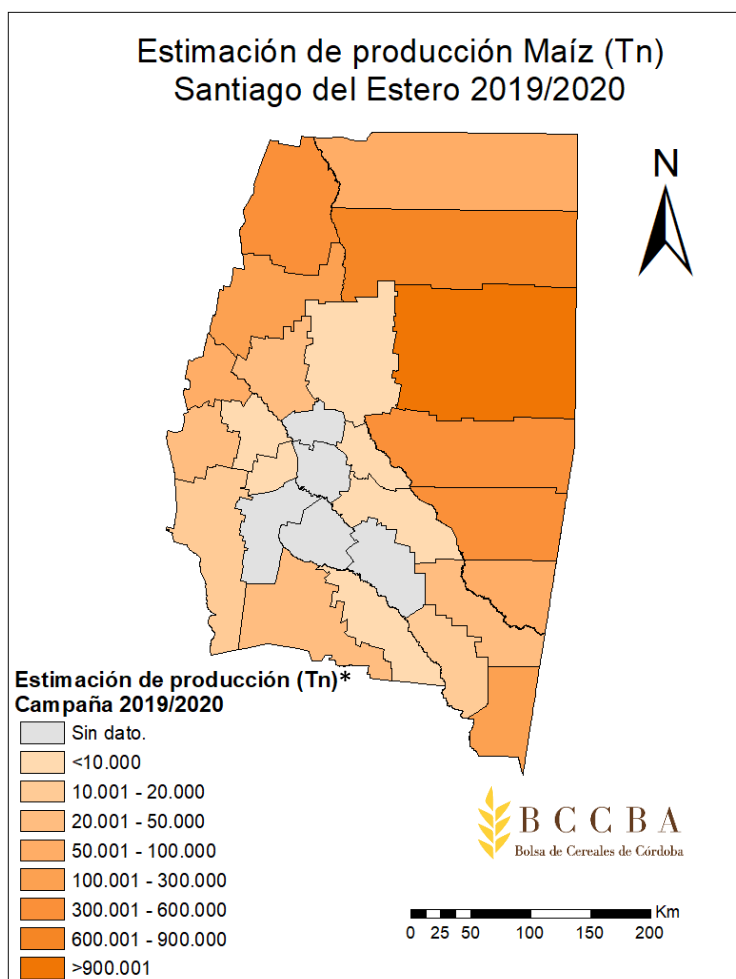 Estimación de producción Maíz (Tn)
Santiago del Estero 2019/2020
N
Estimación de producción (Tn)*
Campaña 2019/2020
Sin dato.
<10.000
10.001 - 20.000
20.001 - 50.000
50.001 - 100.000
100.001 - 300.000
300.001 - 600.000
600.001 - 900.000
>900.001
BCCBA
Bolsa de Cereales de Córdoba
Km
0 25 50 100 150 200